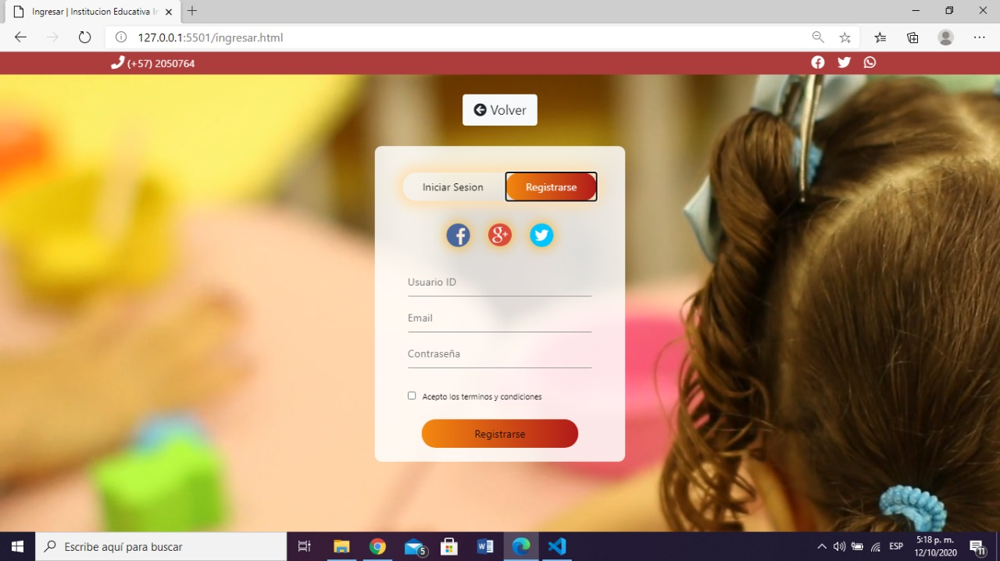 Ingresar | Institucion Educativa In
127.0.0.1:5501/ingresar.html
(+57) 2050764
Volver
Iniciar Sesion
Registrarse
Usuario ID
Email
Contraseña
Acepto los terminos y condiciones
Registrarse
Escribe aquí para buscar
5
ESP
5:18 p. m.
12/10/2020
11